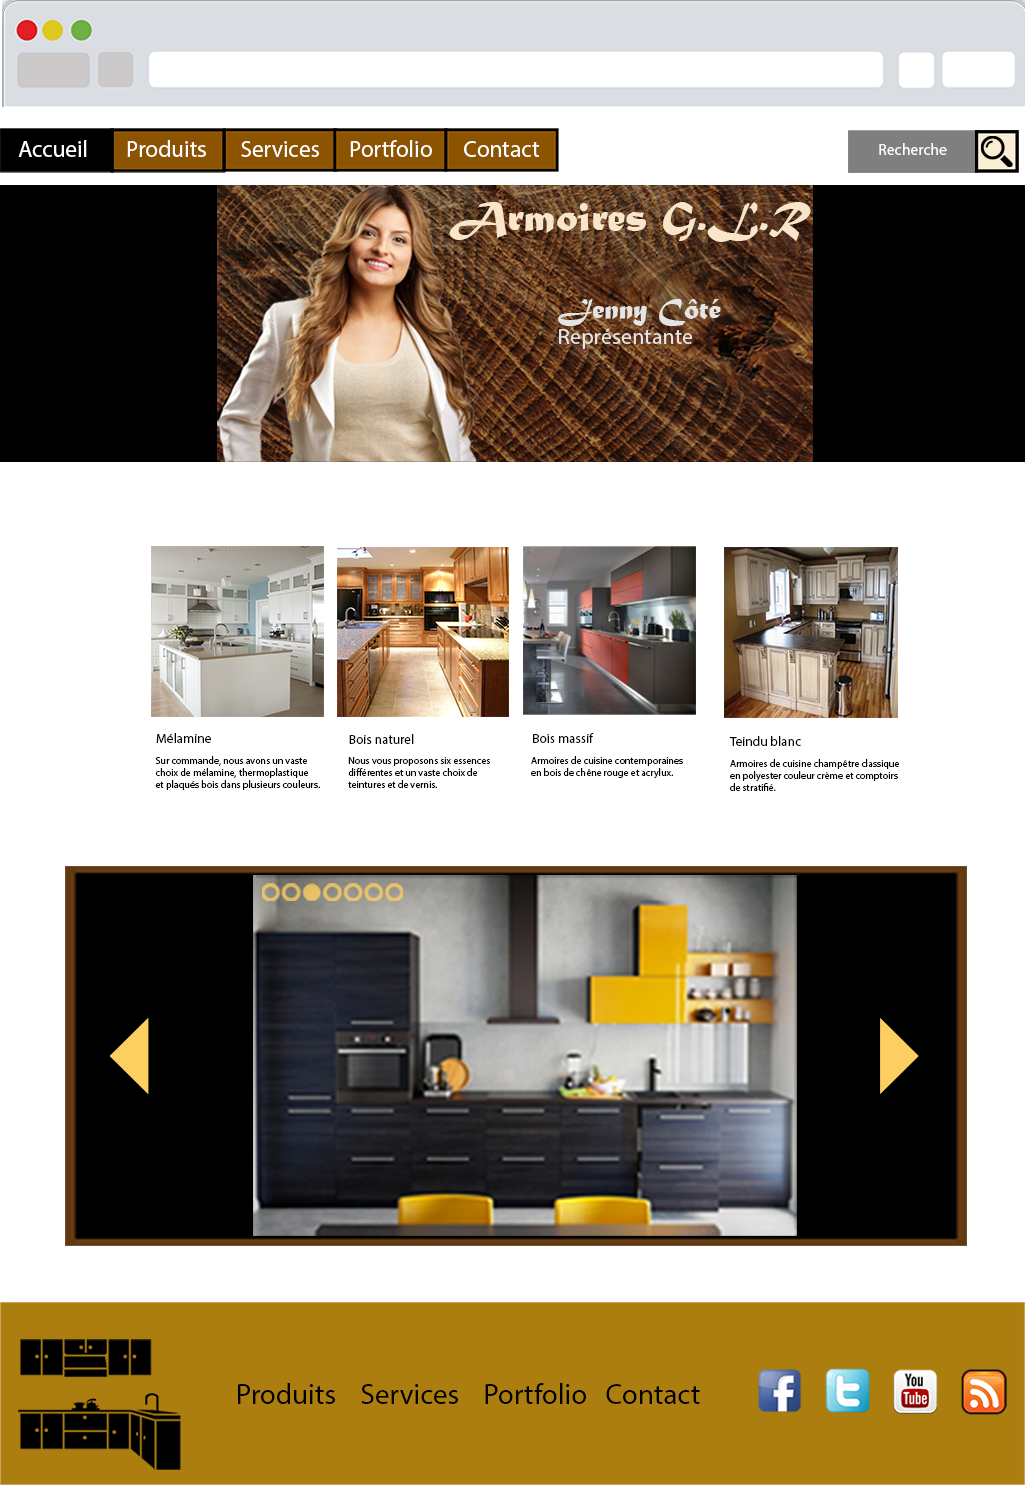 Accueil
Produits
Services
Portfolio
Contact
Recherche
Armoires G.L.R
Jenny Côté
Représentante
Mélamine
Sur commande, nous avons un vaste
choix de mélamine, thermoplastique
et plaqués bois dans plusieurs couleurs.
Bois naturel
Nous vous proposons six essences
différentes et un vaste choix de
teintures et de vernis.
Bois massif
Armoires de cuisine contemporaines
en bois de chêne rouge et acrylux.
Teindu blanc
Armoires de cuisine champêtre classique
en polyester couleur crème et comptoirs
de stratifié.
Produits
Services
Portfolio
Contact
f
t
You
Tube